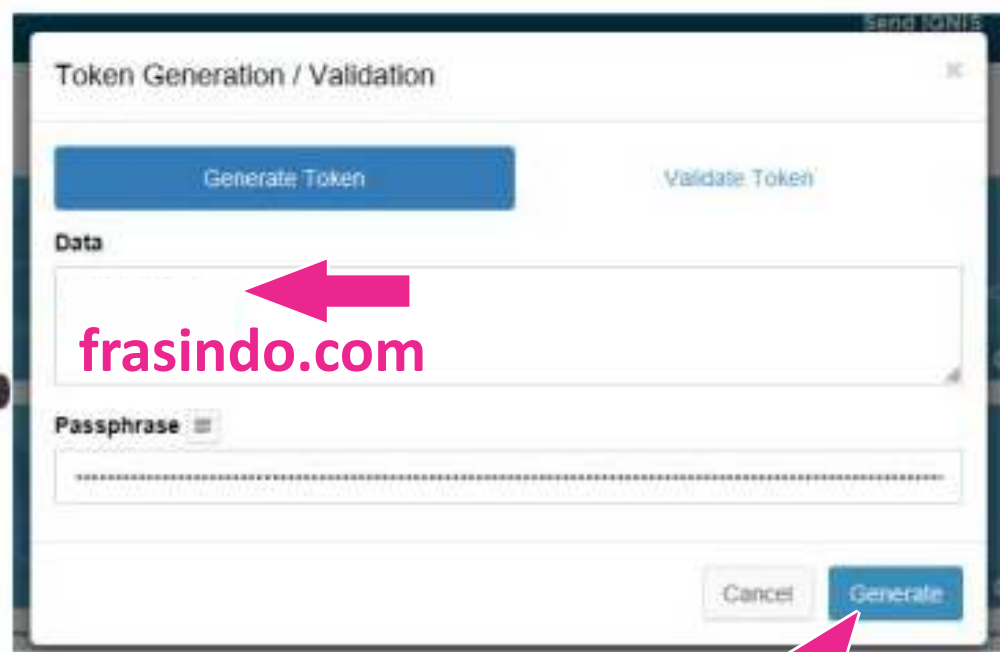 Send IGNIS
Token Generation / Validation
Generate Token
Validate Token
Data
frasindo.com
Passphrase
Cancel
Generate